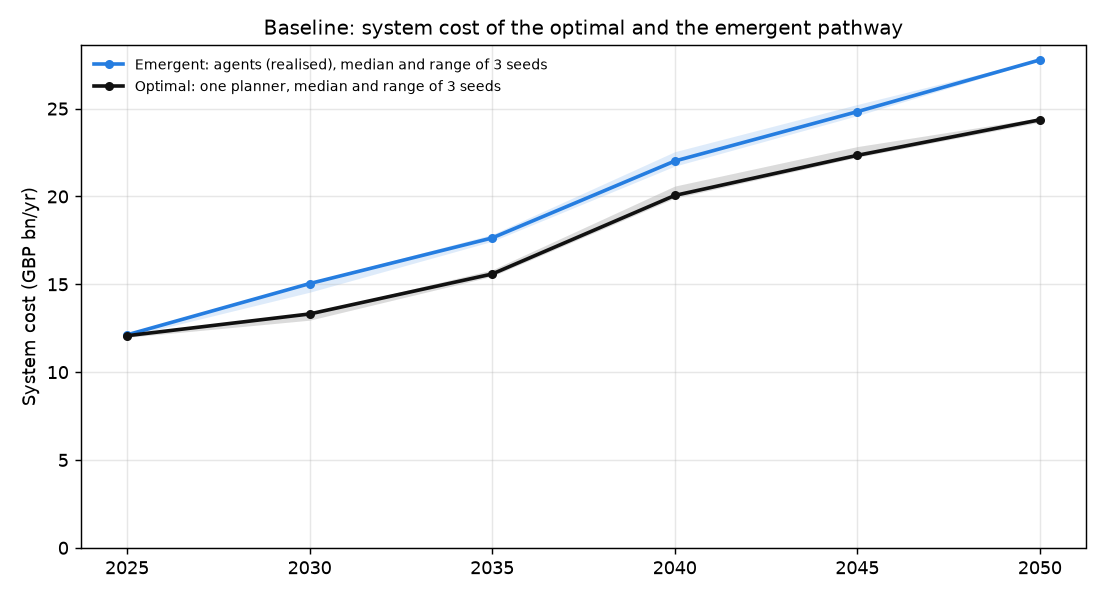 Baseline: system cost of the optimal and the emergent pathway
Emergent: agents (realised), median and range of 3 seeds
Optimal: one planner, median and range of 3 seeds
System cost (GBP bn/yr)
25
20
15
10
5
0
2025 2030 2035 2040 2045 2050